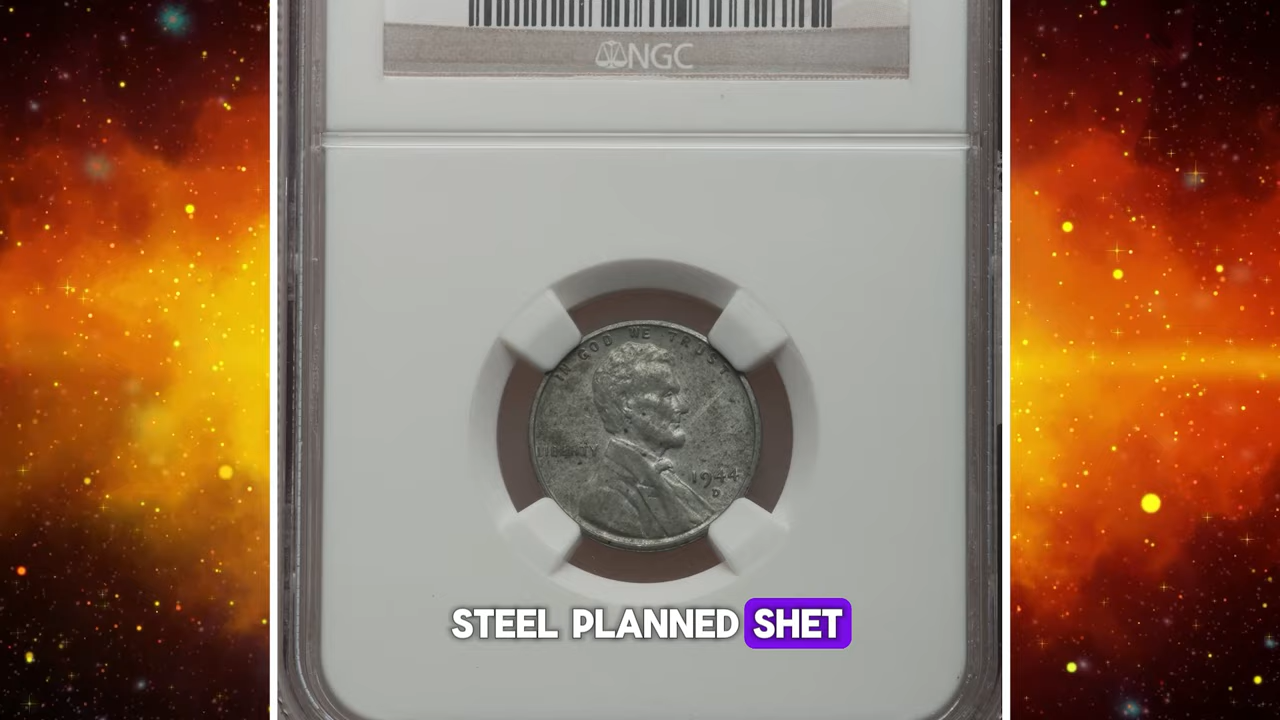 NGC
IN GOD WE TRUST
LIBERTY
1944
D
STEEL PLANNED SHET